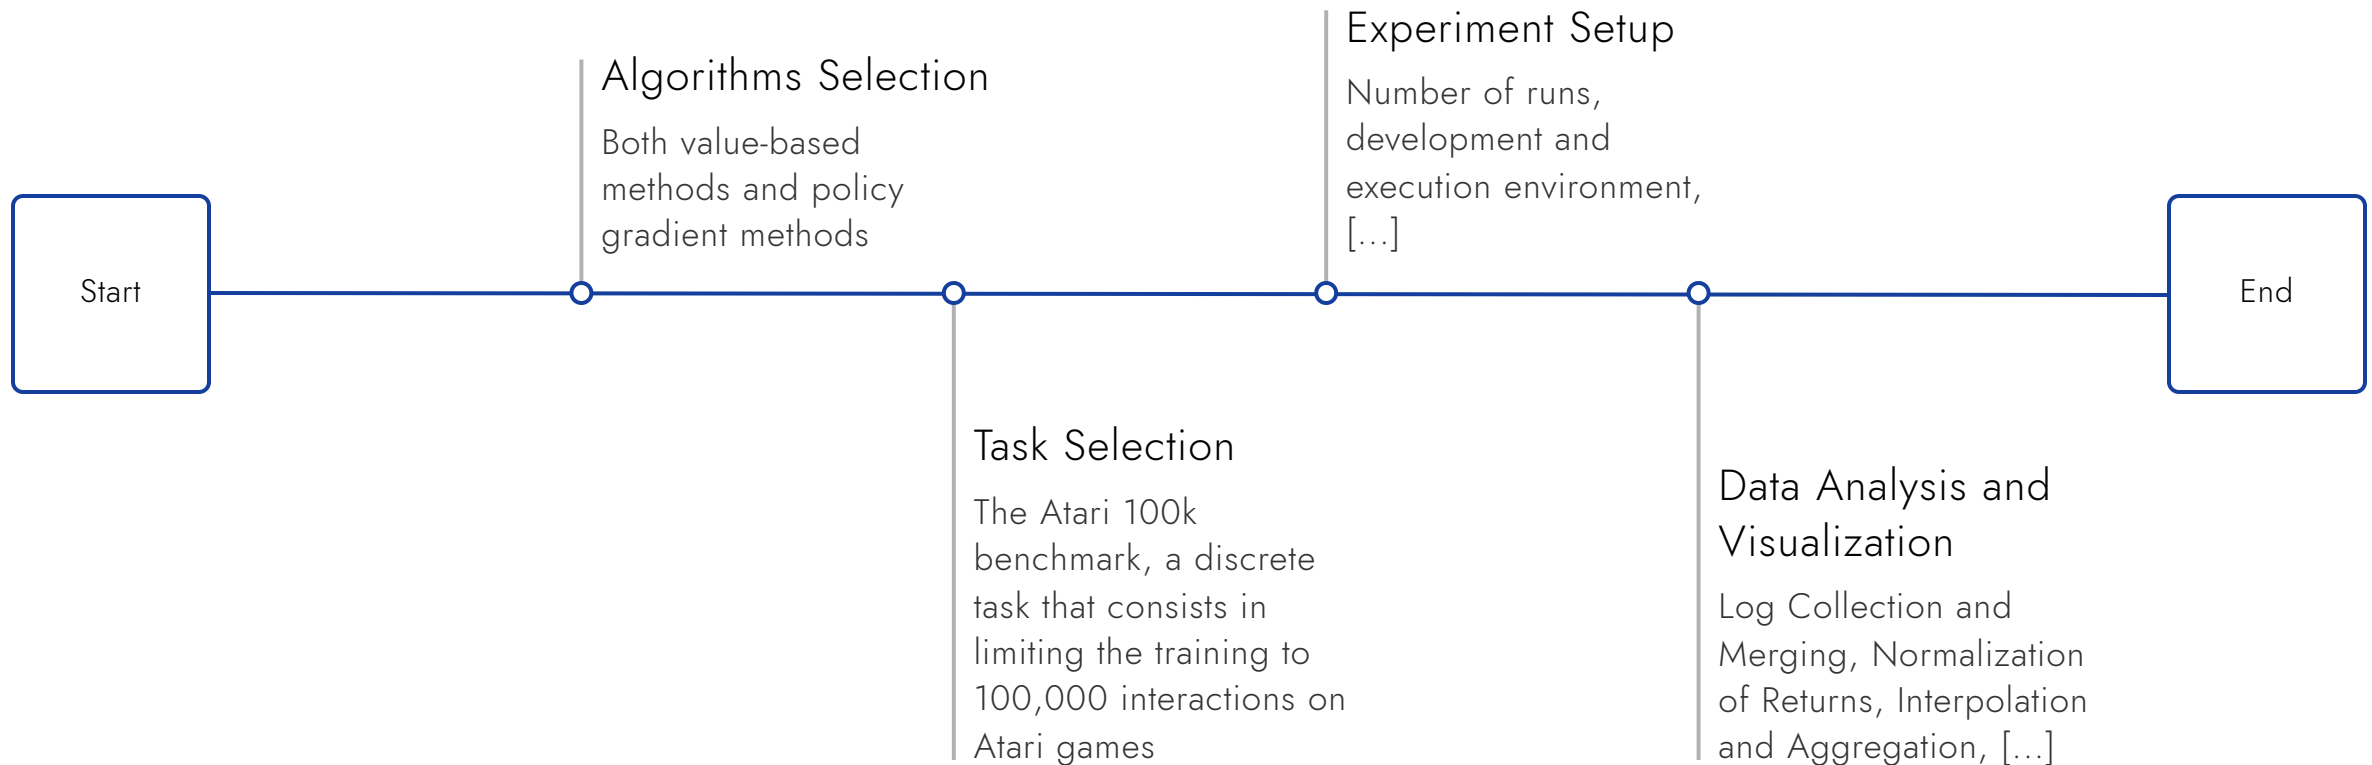 Start
Algorithms Selection
Both value-based
methods and policy
gradient methods
Task Selection
The Atari 100k
benchmark, a discrete
task that consists in
limiting the training to
100,000 interactions on
Atari games
Experiment Setup
Number of runs,
development and
execution environment,
[...]
Data Analysis and
Visualization
Log Collection and
Merging, Normalization
of Returns, Interpolation
and Aggregation, [...]
End